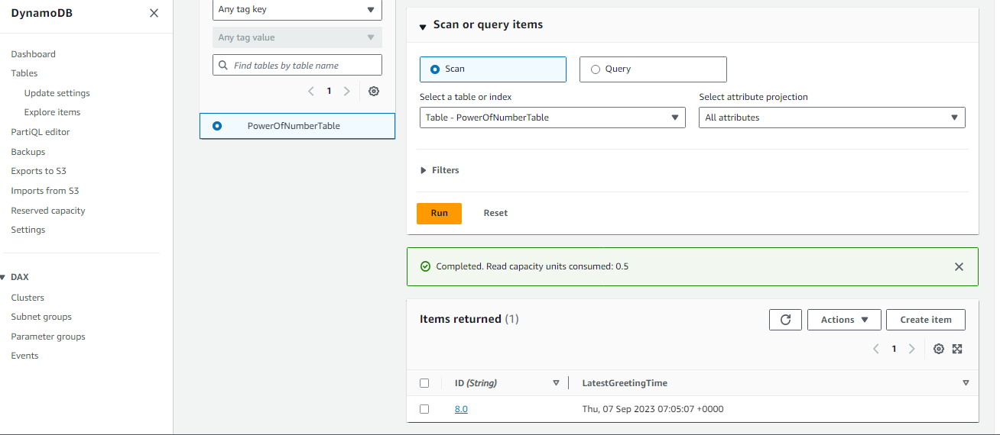 DynamoDB
Dashboard
Tables
Update settings
Explore items
PartiQL editor
Backups
Exports to S3
Imports from S3
Reserved capacity
Settings
DAX
Clusters
Subnet groups
Parameter groups
Events
Any tag key
Any tag value
Find tables by table name
1
PowerOfNumberTable
Scan or query items
Scan
Query
Select a table or index
Select attribute projection
Table - PowerOfNumberTable
All attributes
Filters
Run
Reset
Completed. Read capacity units consumed: 0.5
Items returned (1)
Actions
Create item
1
ID (String)
LatestGreetingTime
8.0
Thu, 07 Sep 2023 07:05:07 +0000